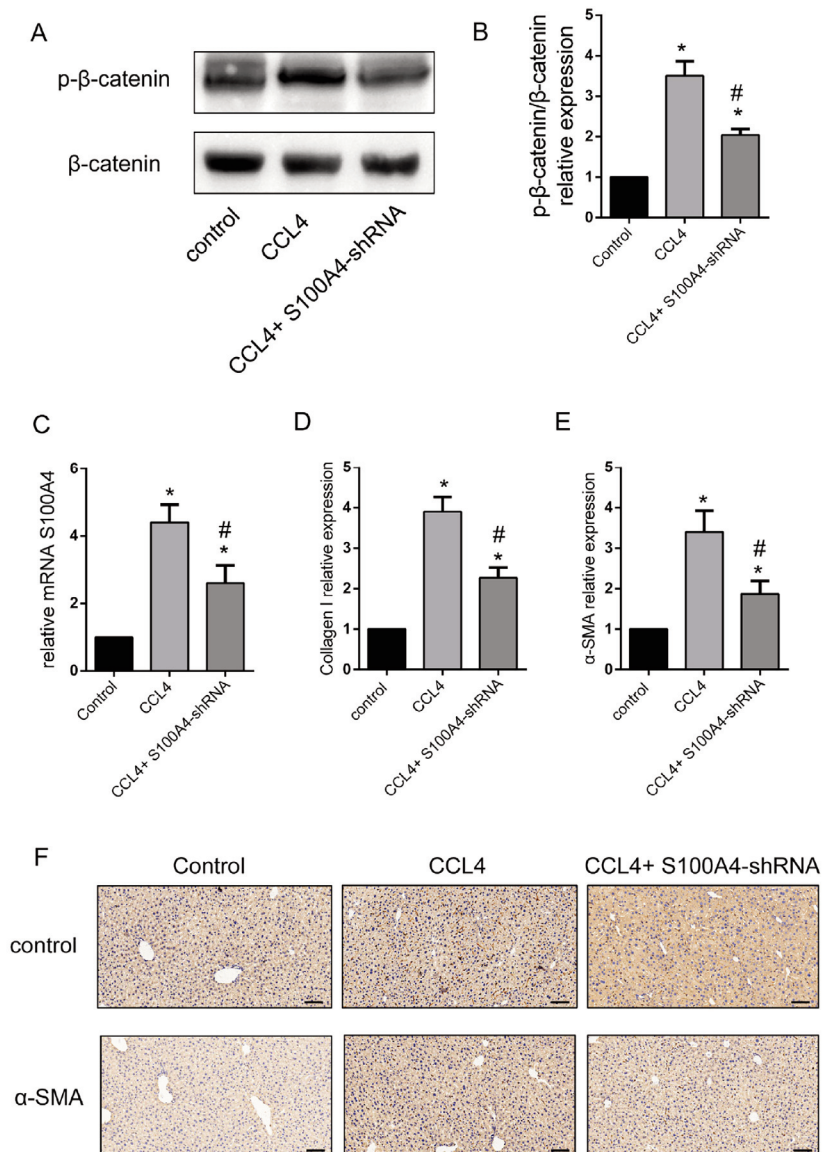 A
p-β-catenin
β-catenin
control
CCL4
CCL4+ S100A4-shRNA
B
p-β-catenin/β-catenin
relative expression
5
4
3
2
1
0
*
#
*
Control
CCL4
CCL4+ S100A4-shRNA
C
relative mRNA S100A4
6
4
2
0
*
#
*
Control
CCL4
CCL4+ S100A4-shRNA
D
Collagen I relative expression
5
4
3
2
1
0
*
#
*
control
CCL4
CCL4+ S100A4-shRNA
E
α-SMA relative expression
5
4
3
2
1
0
*
#
*
control
CCL4
CCL4+ S100A4-shRNA
F
Control
CCL4
CCL4+ S100A4-shRNA
control
α-SMA